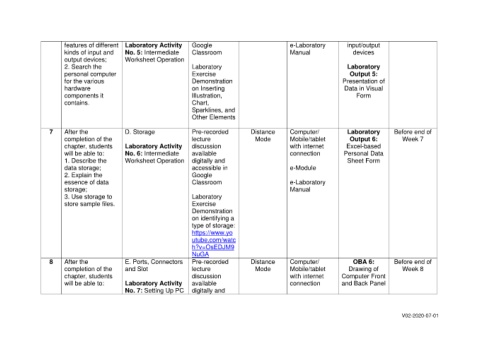 features of different
kinds of input and
output devices;
2. Search the
personal computer
for the various
hardware
components it
contains.
Laboratory Activity
No. 5: Intermediate
Worksheet Operation
Google
Classroom
Laboratory
Exercise
Demonstration
on Inserting
Illustration,
Chart,
Sparklines, and
Other Elements
e-Laboratory
Manual
input/output
devices
Laboratory
Output 5:
Presentation of
Data in Visual
Form
7
After the
completion of the
chapter, students
will be able to:
1. Describe the
data storage;
2. Explain the
essence of data
storage;
3. Use storage to
store sample files.
D. Storage
Laboratory Activity
No. 6: Intermediate
Worksheet Operation
Pre-recorded
lecture
discussion
available
digitally and
accessible in
Google
Classroom
Laboratory
Exercise
Demonstration
on identifying a
type of storage:
https://www.yo
utube.com/watc
h?v=OsEDJM9
NuGA
Distance
Mode
Computer/
Mobile/tablet
with internet
connection
e-Module
e-Laboratory
Manual
Laboratory
Output 6:
Excel-based
Personal Data
Sheet Form
Before end of
Week 7
8
After the
completion of the
chapter, students
will be able to:
E. Ports, Connectors
and Slot
Laboratory Activity
No. 7: Setting Up PC
Pre-recorded
lecture
discussion
available
digitally and
Distance
Mode
Computer/
Mobile/tablet
with internet
connection
OBA 6:
Drawing of
Computer Front
and Back Panel
Before end of
Week 8
V02-2020-07-01